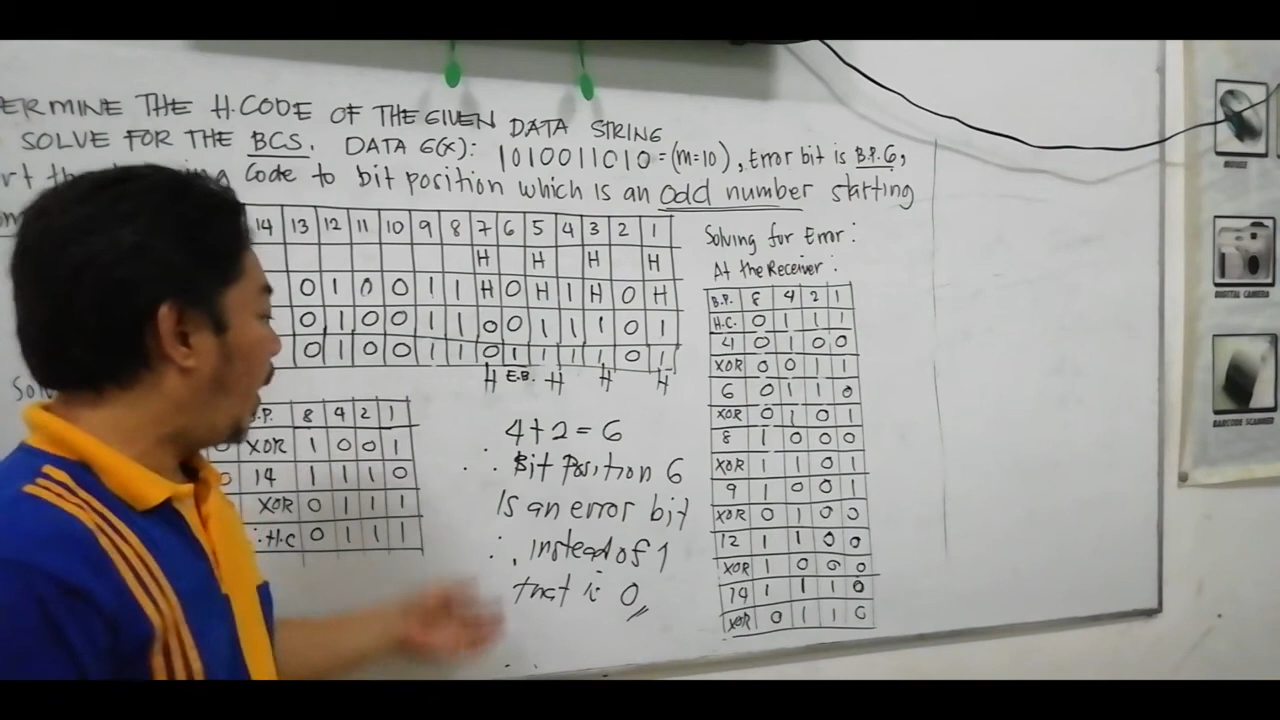 ERMINE THE H.CODE OF THE GIVEN DATA STRING
SOLVE FOR THE BCS. DATA G(X): 1010011010 = (m=10), Error bit is B.P.6,
Code to bit position which is an odd number starting
14 13 12 11 10 9 8 7 6 5 4 3 2 1
H H H H
0 1 0 0 1 1 H 0 H 1 H 0 H
0 1 0 0 1 1 0 0 1 1 1 0 1
0 1 0 0 1 1 0 1 1 1 1 0 1
H E.B. H H H
.P. 8 4 2 1
XOR 1 0 0 1
14 1 1 1 0
XOR 0 1 1 1
∴ H.C 0 1 1 1
4+2=6
∴ Bit Position 6
Is an error bit
∴ instead of 1
that is 0
Solving for Error:
At the Receiver:
B.P. 8 4 2 1
H.C. 0 1 1 1
4 0 1 0 0
XOR 0 0 1 1
6 0 1 1 0
XOR 0 1 0 1
8 1 0 0 0
XOR 1 1 0 1
9 1 0 0 1
XOR 0 1 0 0
12 1 1 0 0
XOR 1 0 0 0
14 1 1 1 0
XOR 0 1 1 0
DIGITAL CAMERA
BARCODE SCANNER